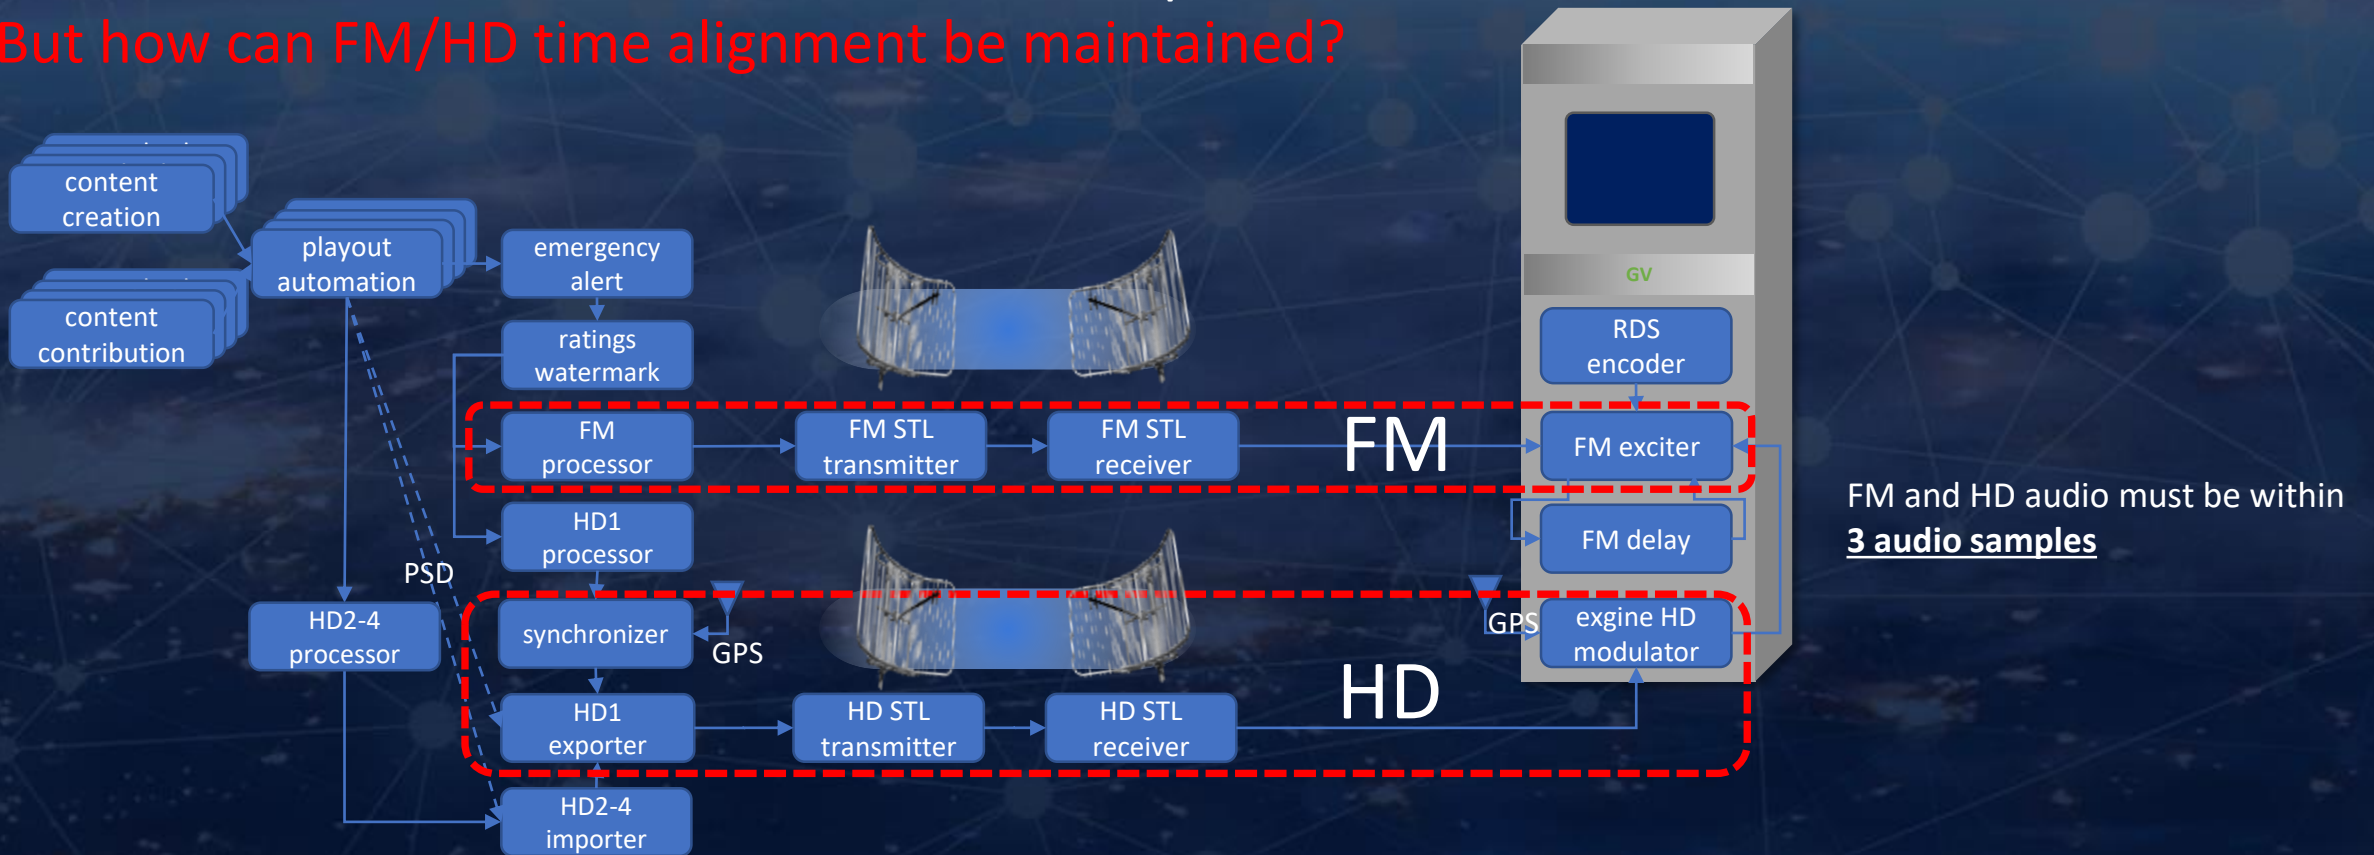 But how can FM/HD time alignment be maintained?
content
creation
playout
automation
emergency
alert
content
contribution
ratings
watermark
GV
RDS
encoder
FM
processor
FM STL
transmitter
FM STL
receiver
FM
FM exciter
FM and HD audio must be within
3 audio samples
HD1
processor
FM delay
PSD
HD2-4
processor
synchronizer
GPS
GPS
exgine HD
modulator
HD1
exporter
HD STL
transmitter
HD STL
receiver
HD
HD2-4
importer